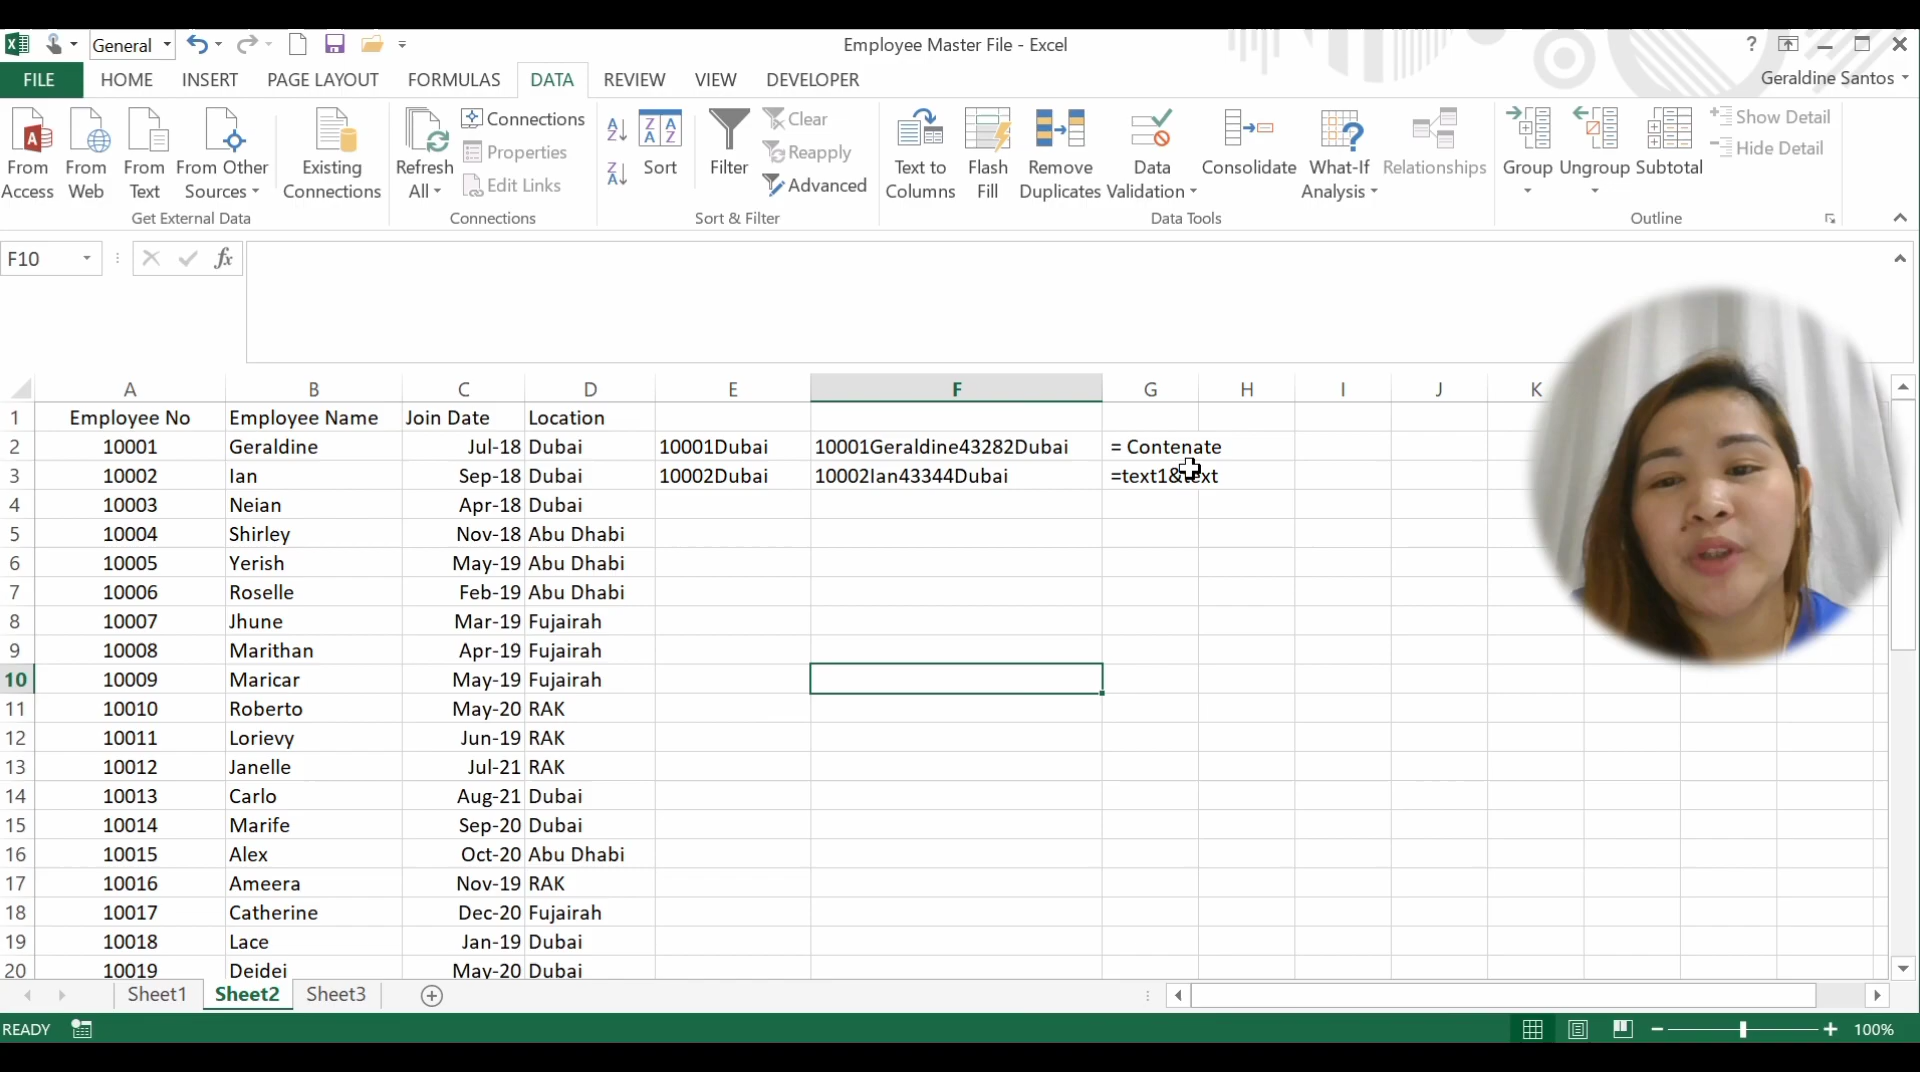 General
Employee Master File - Excel
?
FILE HOME INSERT PAGE LAYOUT FORMULAS DATA REVIEW VIEW DEVELOPER
Geraldine Santos
From Access
From Web
From Text
From Other Sources
Existing Connections
Get External Data
Refresh All
Connections
Properties
Edit Links
Connections
Sort
Filter
Clear
Reapply
Advanced
Sort & Filter
Text to Columns
Flash Fill
Remove Duplicates
Data Validation
Consolidate
What-If Analysis
Relationships
Data Tools
Group
Ungroup
Subtotal
Show Detail
Hide Detail
Outline
F10
fx
A B C D E F G H I J K
1 Employee No Employee Name Join Date Location
2 10001 Geraldine Jul-18 Dubai 10001Dubai 10001Geraldine43282Dubai = Contenate
3 10002 Ian Sep-18 Dubai 10002Dubai 10002Ian43344Dubai =text1&text
4 10003 Neian Apr-18 Dubai
5 10004 Shirley Nov-18 Abu Dhabi
6 10005 Yerish May-19 Abu Dhabi
7 10006 Roselle Feb-19 Abu Dhabi
8 10007 Jhune Mar-19 Fujairah
9 10008 Marithan Apr-19 Fujairah
10 10009 Maricar May-19 Fujairah
11 10010 Roberto May-20 RAK
12 10011 Lorievy Jun-19 RAK
13 10012 Janelle Jul-21 RAK
14 10013 Carlo Aug-21 Dubai
15 10014 Marife Sep-20 Dubai
16 10015 Alex Oct-20 Abu Dhabi
17 10016 Ameera Nov-19 RAK
18 10017 Catherine Dec-20 Fujairah
19 10018 Lace Jan-19 Dubai
20 10019 Deidei May-20 Dubai
Sheet1 Sheet2 Sheet3
READY
100%